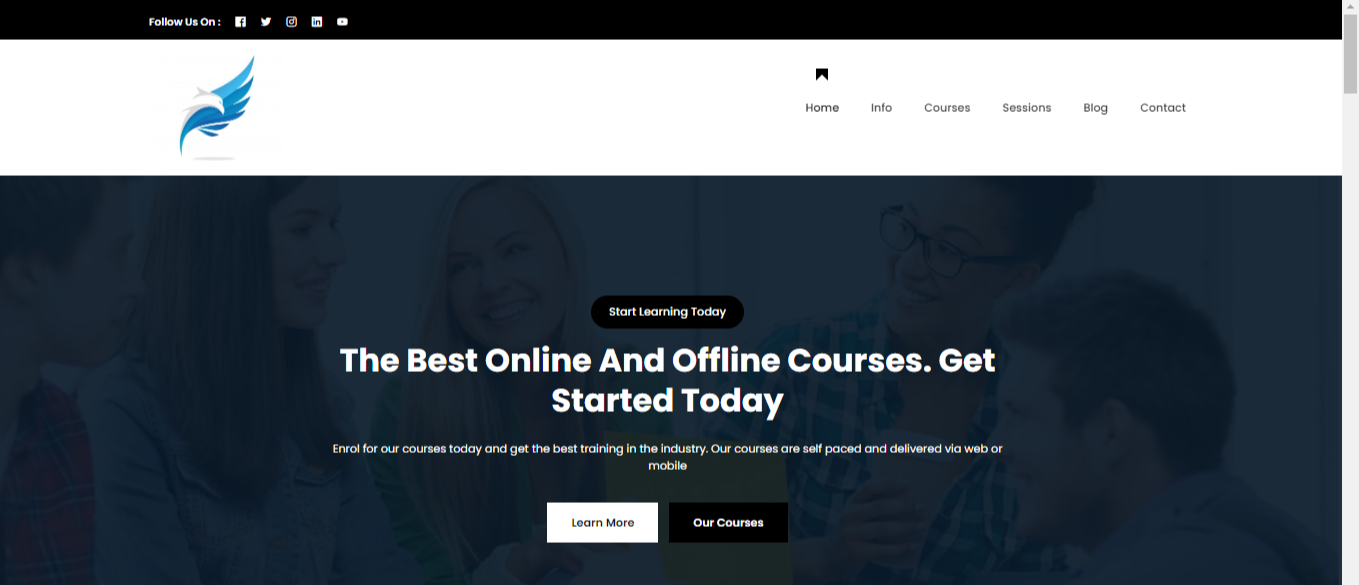 Follow Us On :
Home Info Courses Sessions Blog Contact
Start Learning Today
The Best Online And Offline Courses. Get
Started Today
Enrol for our courses today and get the best training in the industry. Our courses are self paced and delivered via web or
mobile
Learn More Our Courses